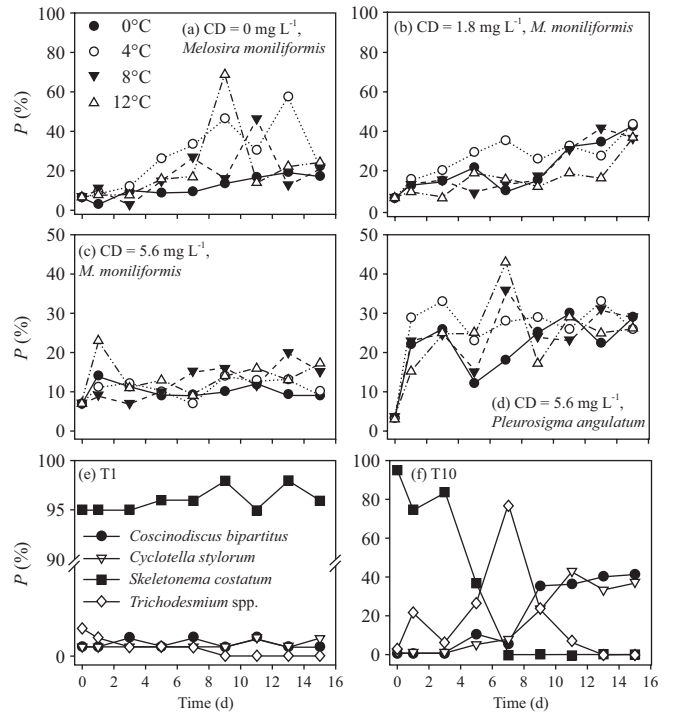 100
80
60
40
20
0
P (%)
0°C
4°C
8°C
12°C
(a) CD = 0 mg L⁻¹,
Melosira moniliformis
100
80
60
40
20
0
(b) CD = 1.8 mg L⁻¹, M. moniliformis
50
40
30
20
10
0
P (%)
(c) CD = 5.6 mg L⁻¹,
M. moniliformis
50
40
30
20
10
0
(d) CD = 5.6 mg L⁻¹,
Pleurosigma angulatum
100
95
90
0
P (%)
(e) T1
Coscinodiscus bipartitus
Cyclotella stylorum
Skeletonema costatum
Trichodesmium spp.
0 2 4 6 8 10 12 14 16
Time (d)
100
80
60
40
20
0
(f) T10
0 2 4 6 8 10 12 14 16
Time (d)